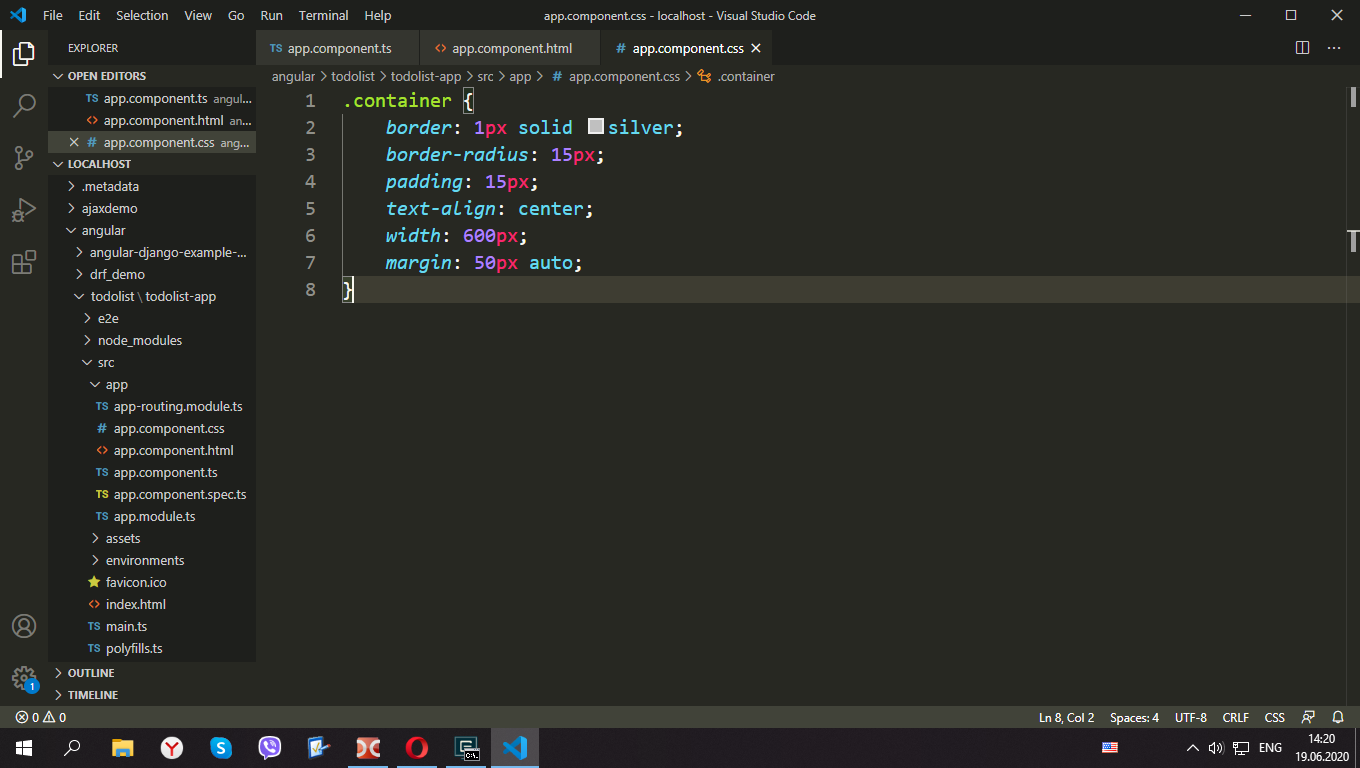 File Edit Selection View Go Run Terminal Help app.component.css - localhost - Visual Studio Code
EXPLORER
TS app.component.ts <> app.component.html # app.component.css
angular > todolist > todolist-app > src > app > # app.component.css > .container
OPEN EDITORS
TS app.component.ts angul...
<> app.component.html an...
# app.component.css ang...
LOCALHOST
.metadata
ajaxdemo
angular
angular-django-example-...
drf_demo
todolist \ todolist-app
e2e
node_modules
src
app
TS app-routing.module.ts
# app.component.css
<> app.component.html
TS app.component.ts
TS app.component.spec.ts
TS app.module.ts
assets
environments
favicon.ico
<> index.html
TS main.ts
TS polyfills.ts
OUTLINE
TIMELINE
1 .container {
2 border: 1px solid silver;
3 border-radius: 15px;
4 padding: 15px;
5 text-align: center;
6 width: 600px;
7 margin: 50px auto;
8 }
1
0 0 Ln 8, Col 2 Spaces: 4 UTF-8 CRLF CSS
C:\.
ENG
14:20
19.06.2020